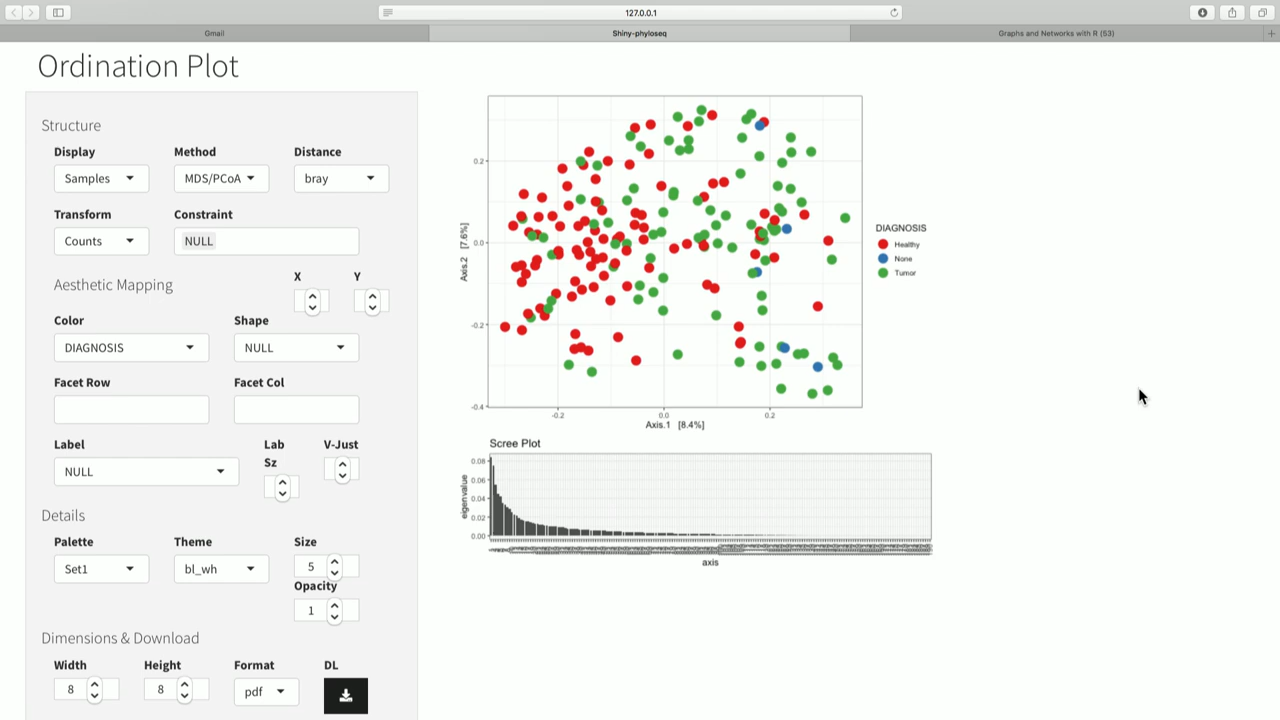 127.0.0.1
Gmail
Shiny-phyloseq
Graphs and Networks with R (53)
Ordination Plot
Structure
Display Method Distance
Samples MDS/PCoA bray
Transform Constraint
Counts NULL
Aesthetic Mapping X Y
Color Shape
DIAGNOSIS NULL
Facet Row Facet Col
Label Lab Sz V-Just
NULL
Details
Palette Theme Size
Set1 bl_wh 5
Opacity
1
Dimensions & Download
Width Height Format DL
8 8 pdf
0.2
0.0
-0.2
-0.4
Axis.2 [7.6%]
-0.2 0.0 0.2
Axis.1 [8.4%]
DIAGNOSIS
Healthy
None
Tumor
Scree Plot
0.08
0.06
0.04
0.02
0.00
eigenvalue
axis